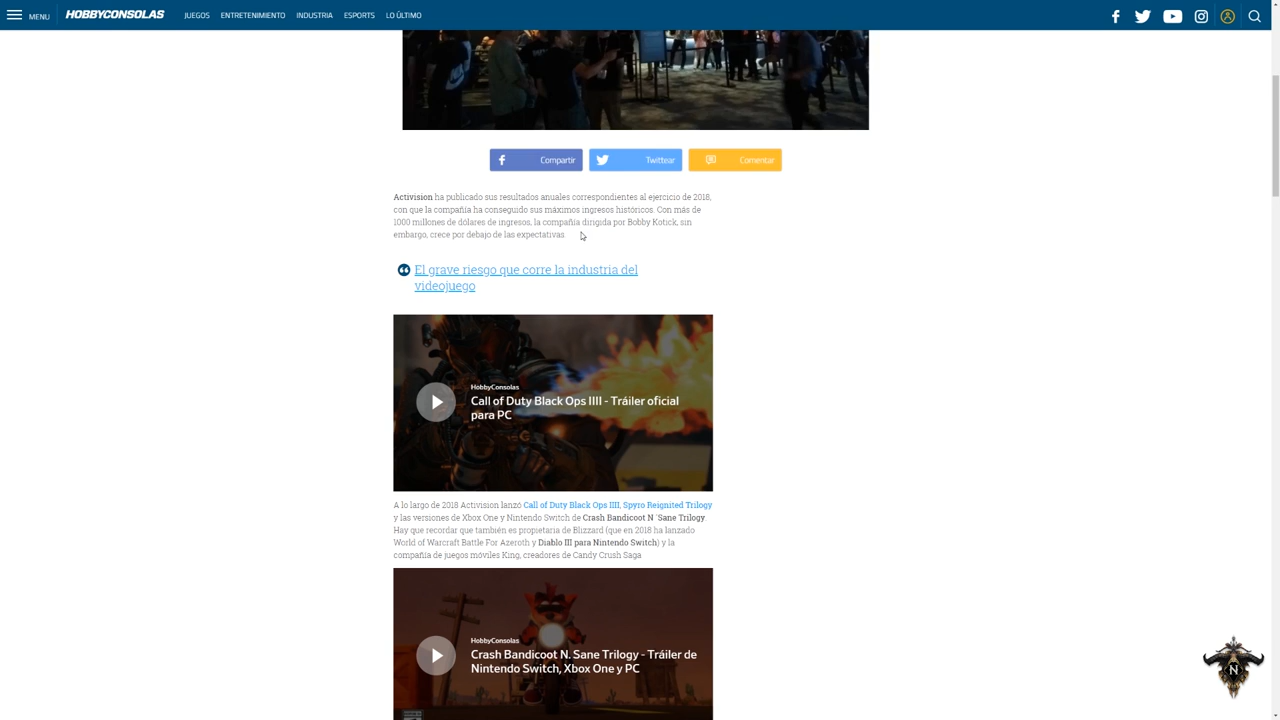 MENU HOBBYCONSOLAS JUEGOS ENTRETENIMIENTO INDUSTRIA ESPORTS LO ÚLTIMO
Compartir Twittear Comentar
Activision ha publicado sus resultados anuales correspondientes al ejercicio de 2018,
con que la compañía ha conseguido sus máximos ingresos históricos. Con más de
1000 millones de dólares de ingresos, la compañía dirigida por Bobby Kotick, sin
embargo, crece por debajo de las expectativas
El grave riesgo que corre la industria del
videojuego
HobbyConsolas
Call of Duty Black Ops IIII - Tráiler oficial
para PC
A lo largo de 2018 Activision lanzó Call of Duty Black Ops IIII, Spyro Reignited Trilogy
y las versiones de Xbox One y Nintendo Switch de Crash Bandicoot N ´Sane Trilogy.
Hay que recordar que también es propietaria de Blizzard (que en 2018 ha lanzado
World of Warcraft Battle For Azeroth y Diablo III para Nintendo Switch) y la
compañía de juegos móviles King, creadores de Candy Crush Saga
HobbyConsolas
Crash Bandicoot N. Sane Trilogy - Tráiler de
Nintendo Switch, Xbox One y PC
N